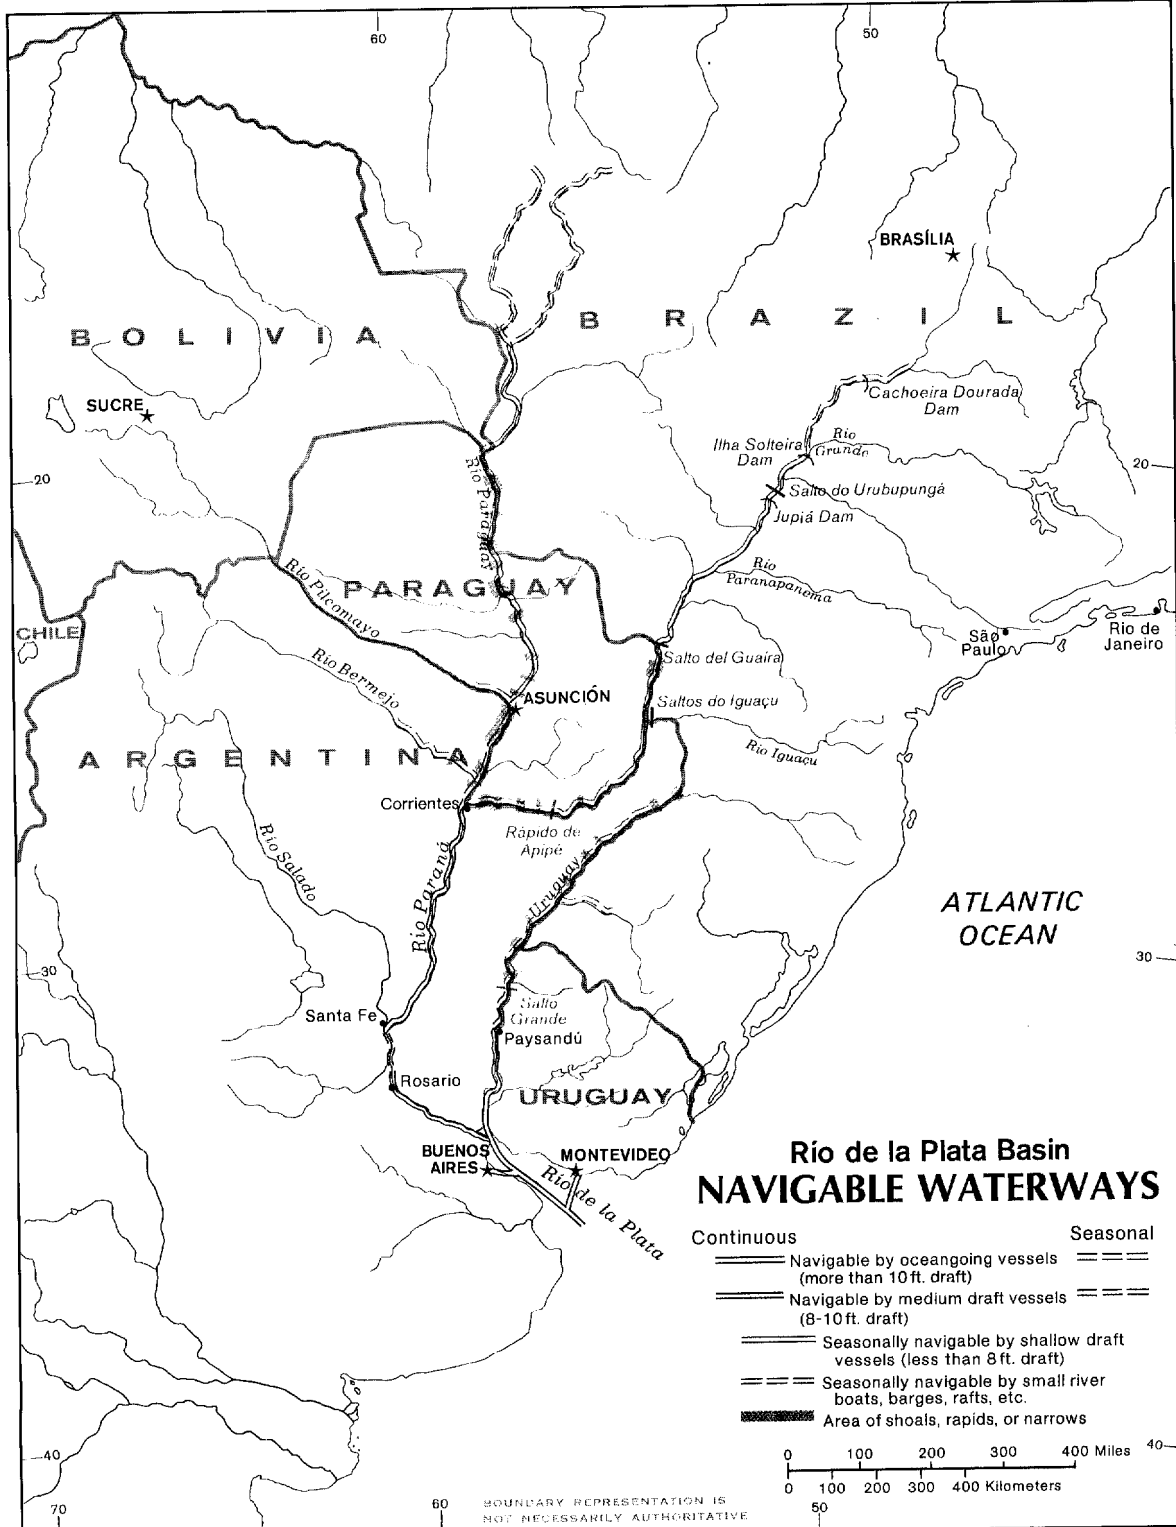 60
50
BRASÍLIA
BOLIVIA
BRAZIL
Cachoeira Dourada
Dam
SUCRE
Ilha Solteira
Dam
Rio
Grande
20
20
Salto do Urubupungá
Jupiá Dam
Río Paraguay
PARAGUAY
Río Pilcomayo
Rio
Paranapanema
CHILE
São
Paulo
Rio de
Janeiro
Salto del Guaira
Río Bermejo
ASUNCIÓN
Saltos do Iguaçu
ARGENTINA
Rio Iguaçu
Corrientes
Rápido de
Apipé
Río Salado
Río Paraná
Uruguay
ATLANTIC
OCEAN
30
30
Santa Fe
Salto
Grande
Paysandú
Rosario
URUGUAY
BUENOS
AIRES
MONTEVIDEO
Río de la Plata
Río de la Plata Basin
NAVIGABLE WATERWAYS
Continuous
Seasonal
Navigable by oceangoing vessels
(more than 10 ft. draft)
Navigable by medium draft vessels
(8-10 ft. draft)
Seasonally navigable by shallow draft
vessels (less than 8 ft. draft)
Seasonally navigable by small river
boats, barges, rafts, etc.
Area of shoals, rapids, or narrows
40
40
0 100 200 300 400 Miles
0 100 200 300 400 Kilometers
70
60
50
BOUNDARY REPRESENTATION IS
NOT NECESSARILY AUTHORITATIVE